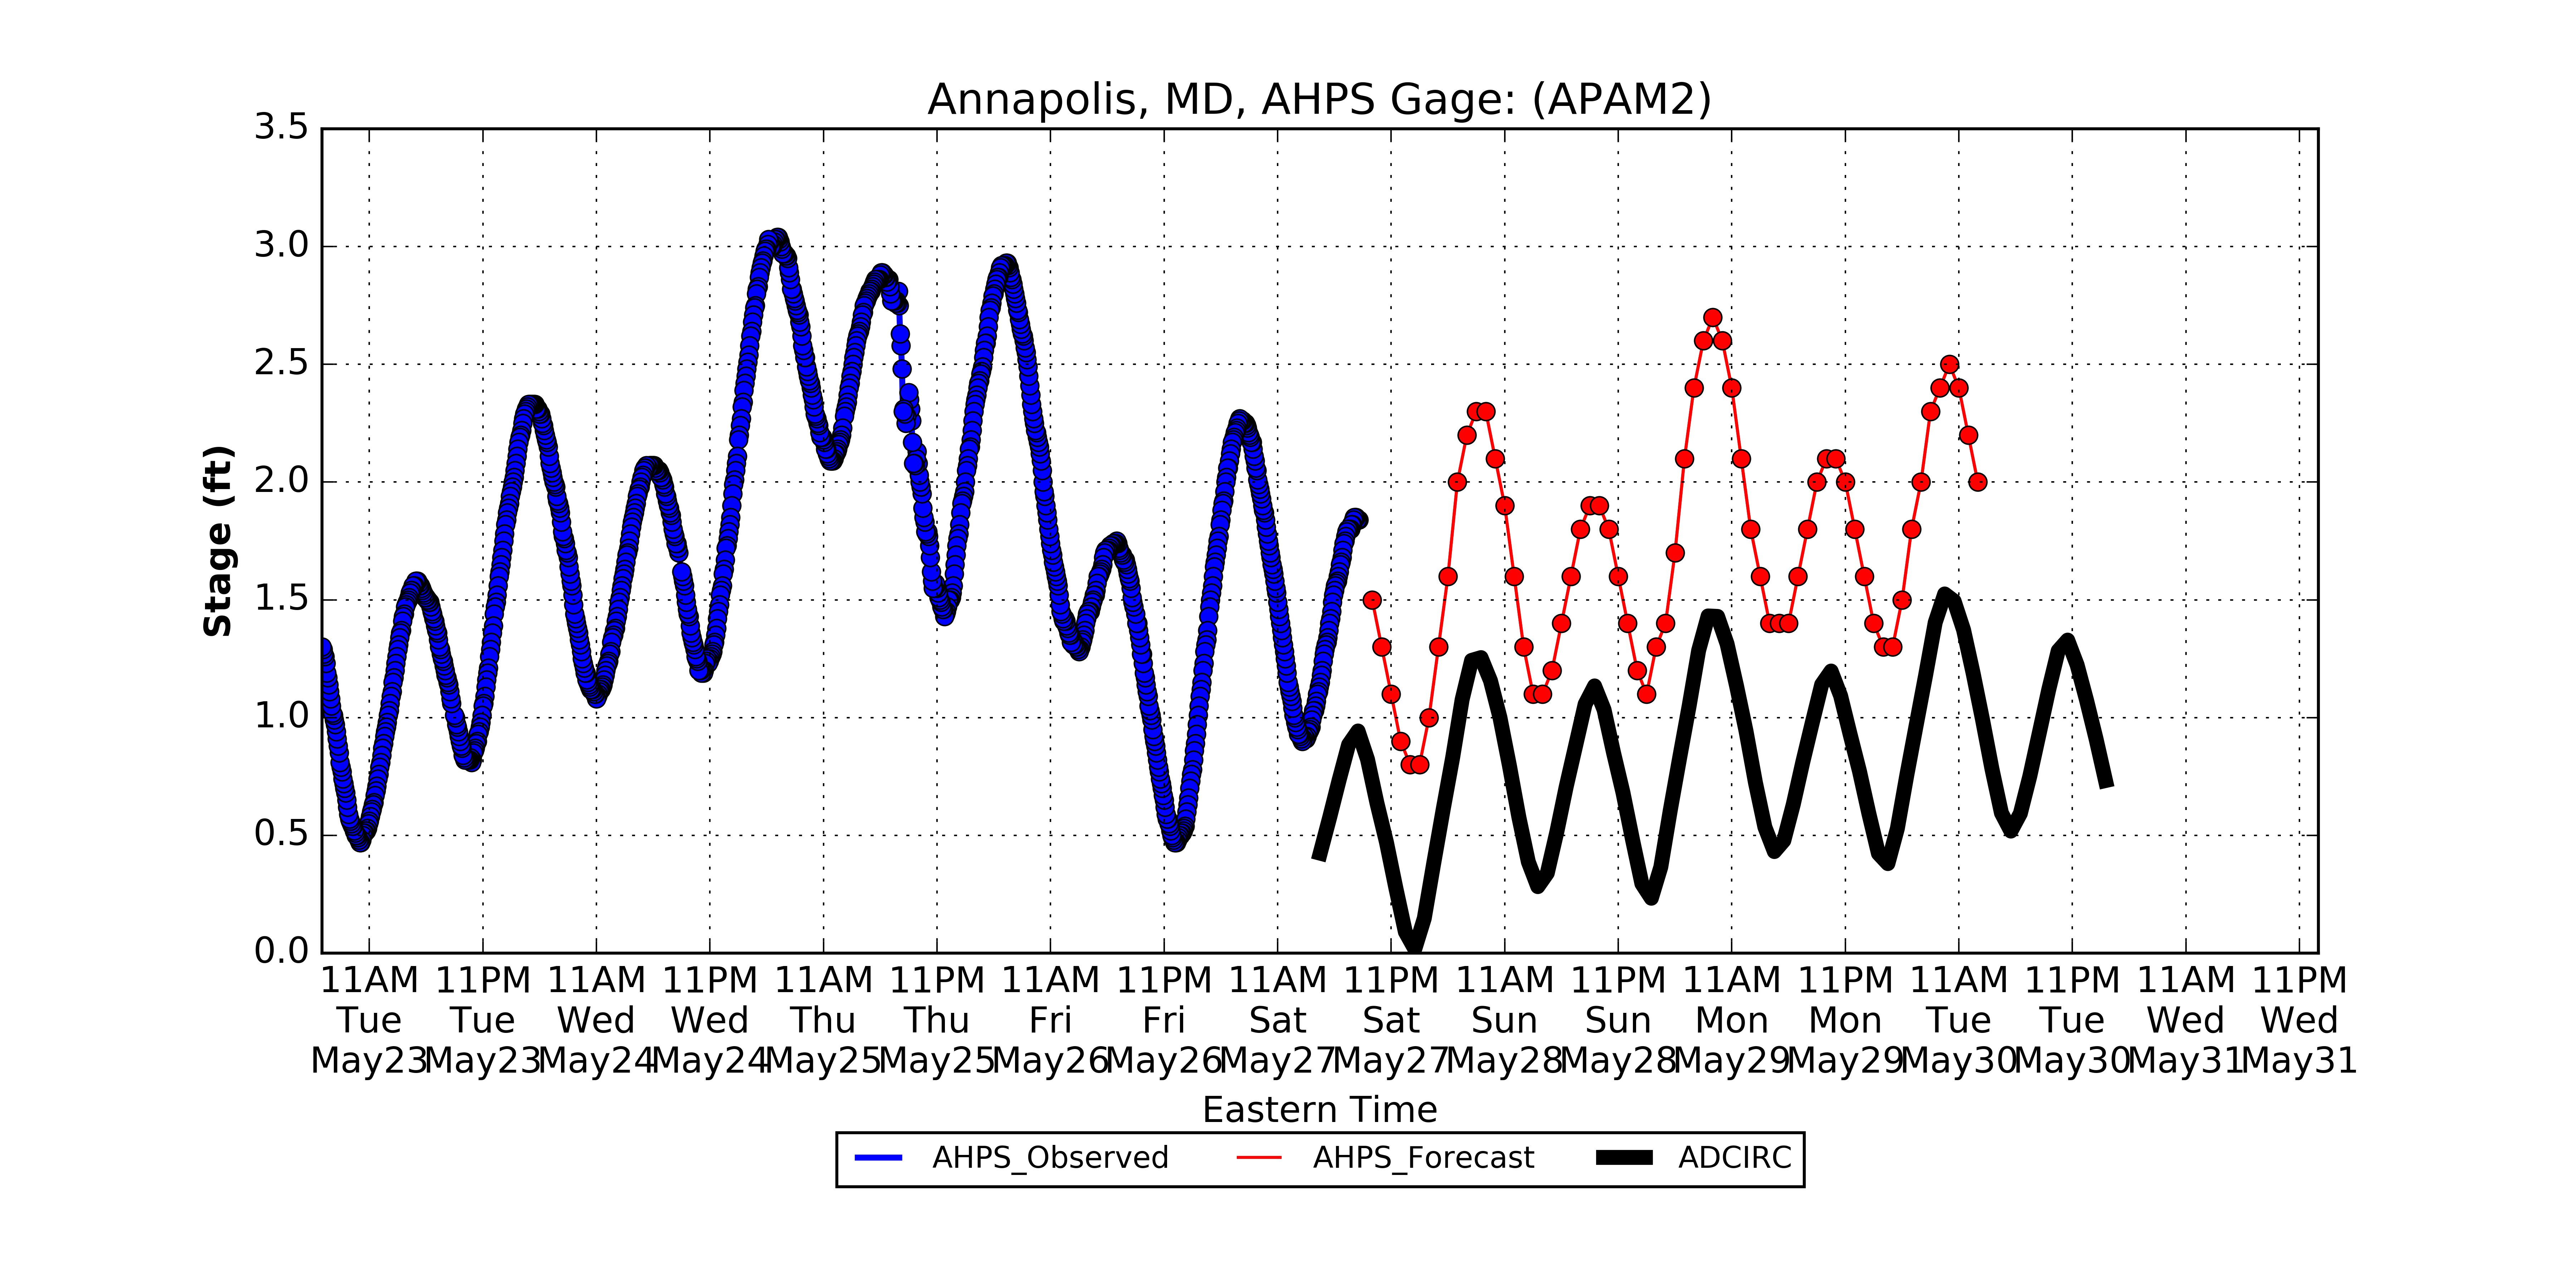 Annapolis, MD, AHPS Gage: (APAM2)
3.5
3.0
2.5
2.0
1.5
1.0
0.5
0.0
Stage (ft)
11AM 11PM 11AM 11PM 11AM 11PM 11AM 11PM 11AM 11PM 11AM 11PM 11AM 11PM 11AM 11PM 11AM 11PM
Tue Tue Wed Wed Thu Thu Fri Fri Sat Sat Sun Sun Mon Mon Tue Tue Wed Wed
May23 May23 May24 May24 May25 May25 May26 May26 May27 May27 May28 May28 May29 May29 May30 May30 May31 May31
Eastern Time
AHPS_Observed AHPS_Forecast ADCIRC